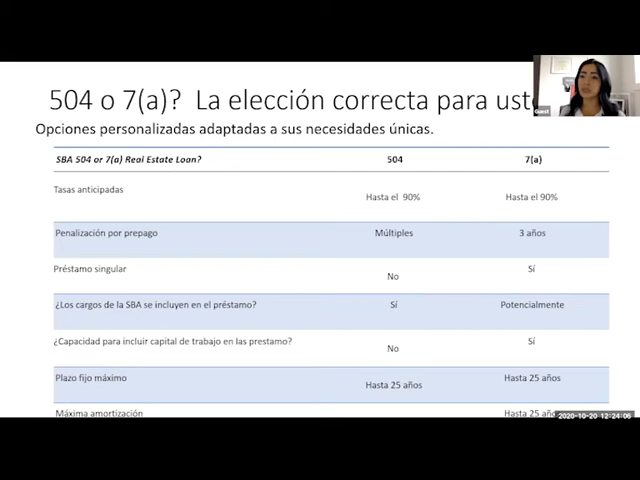 504 o 7(a)? La elección correcta para ust
Opciones personalizadas adaptadas a sus necesidades únicas.
Guest
SBA 504 or 7(a) Real Estate Loan? 504 7(a)
Tasas anticipadas Hasta el 90% Hasta el 90%
Penalización por prepago Múltiples 3 años
Préstamo singular No Sí
¿Los cargos de la SBA se incluyen en el préstamo? Sí Potencialmente
¿Capacidad para incluir capital de trabajo en las prestamo? No Sí
Plazo fijo máximo Hasta 25 años Hasta 25 años
Máxima amortización Hasta 25 año
2020-10-20 12:24:06